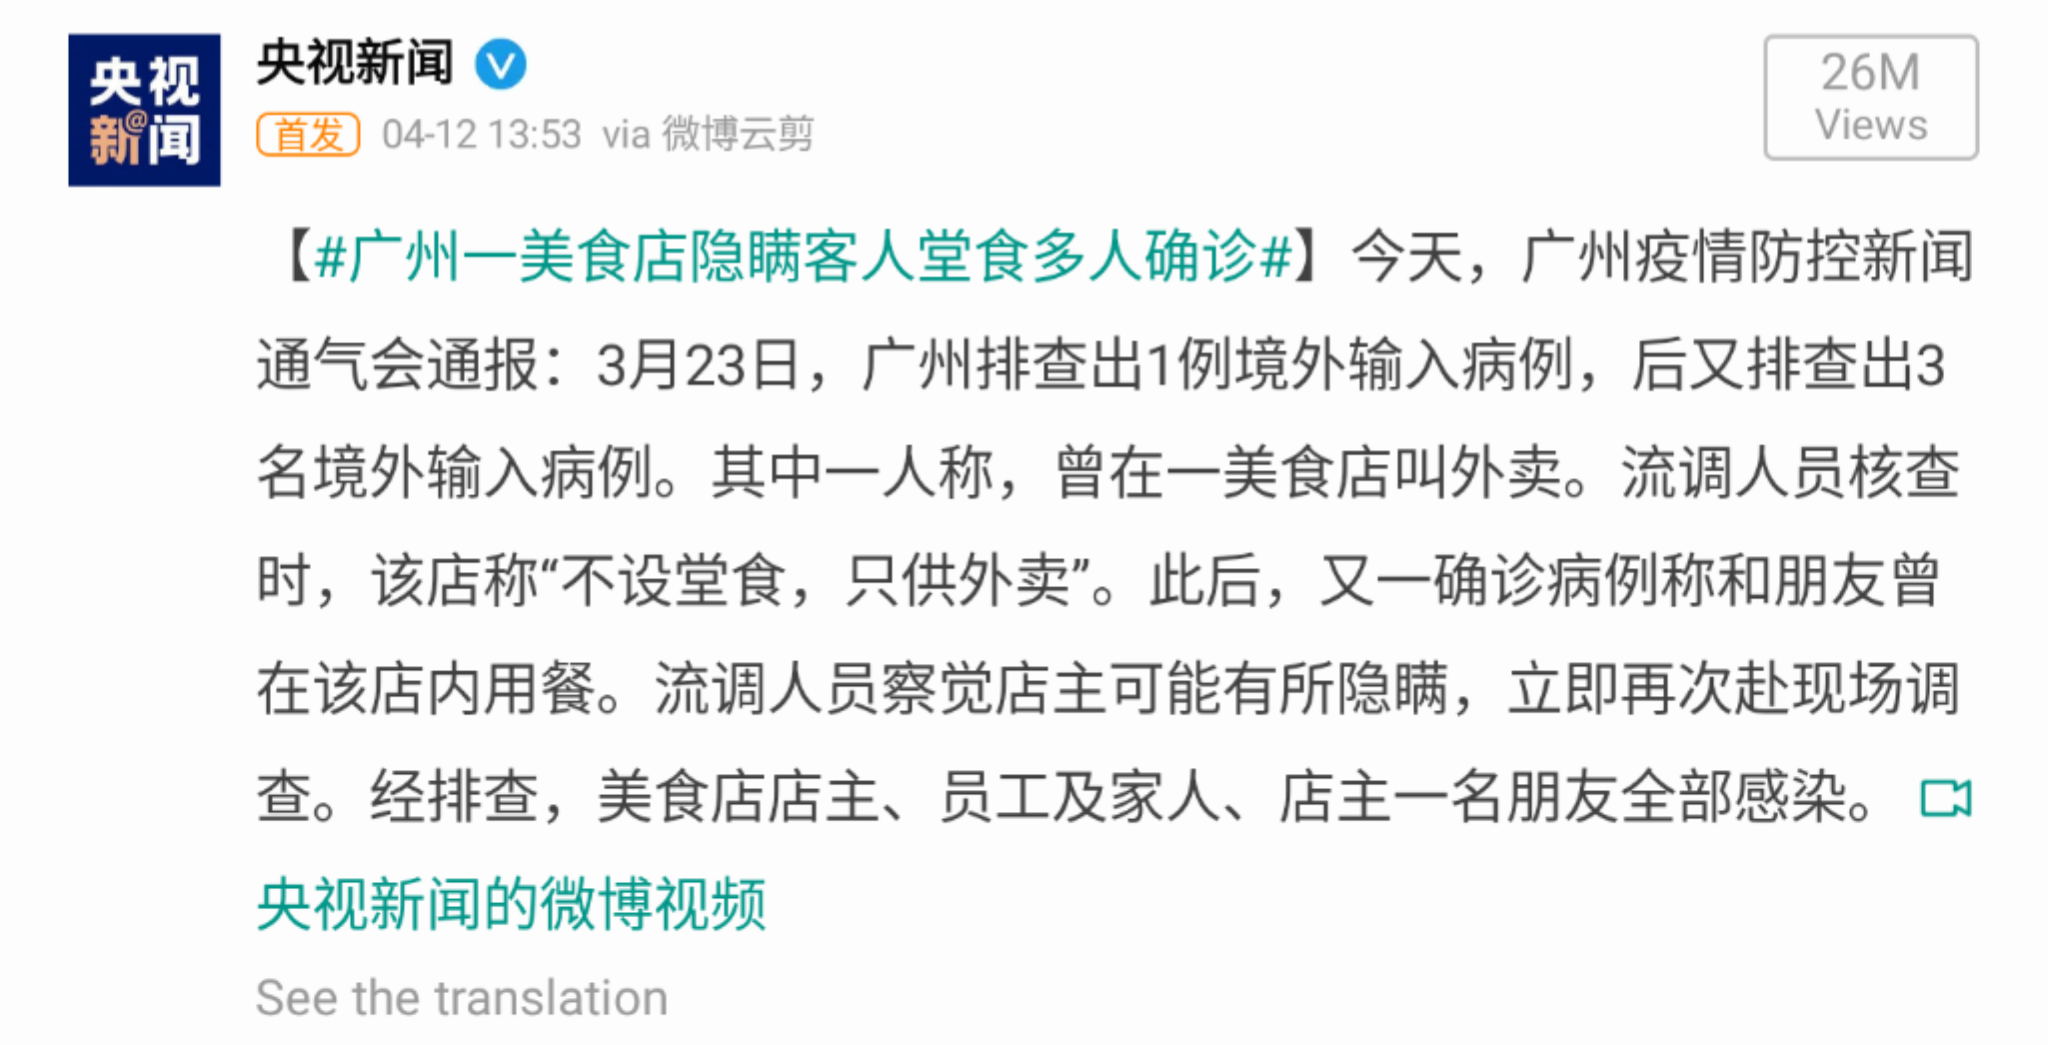 央视
新@闻
央视新闻
首发 04-12 13:53 via 微博云剪
26M
Views
【#广州一美食店隐瞒客人堂食多人确诊#】今天，广州疫情防控新闻
通气会通报：3月23日，广州排查出1例境外输入病例，后又排查出3
名境外输入病例。其中一人称，曾在一美食店叫外卖。流调人员核查
时，该店称“不设堂食，只供外卖”。此后，又一确诊病例称和朋友曾
在该店内用餐。流调人员察觉店主可能有所隐瞒，立即再次赴现场调
查。经排查，美食店店主、员工及家人、店主一名朋友全部感染。
央视新闻的微博视频
See the translation